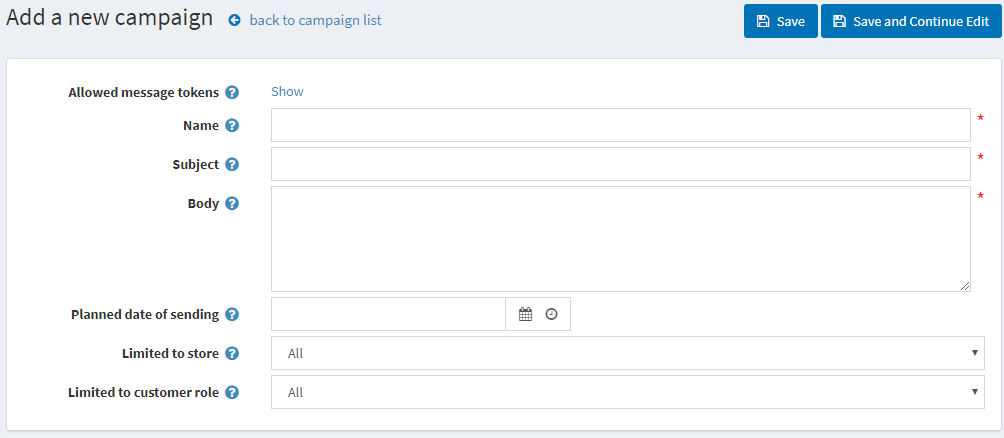 Add a new campaign back to campaign list Save Save and Continue Edit
Allowed message tokens ? Show
Name ? *
Subject ? *
Body ? *
Planned date of sending ?
Limited to store ? All
Limited to customer role ? All